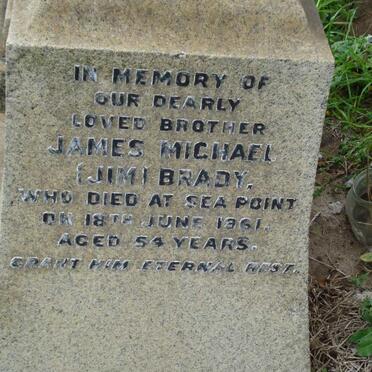 IN MEMORY OF
OUR DEARLY
LOVED BROTHER
JAMES MICHAEL
(JIM) BRADY,
WHO DIED AT SEA POINT
ON 18TH JUNE 1961.
AGED 54 YEARS.
GRANT HIM ETERNAL REST.